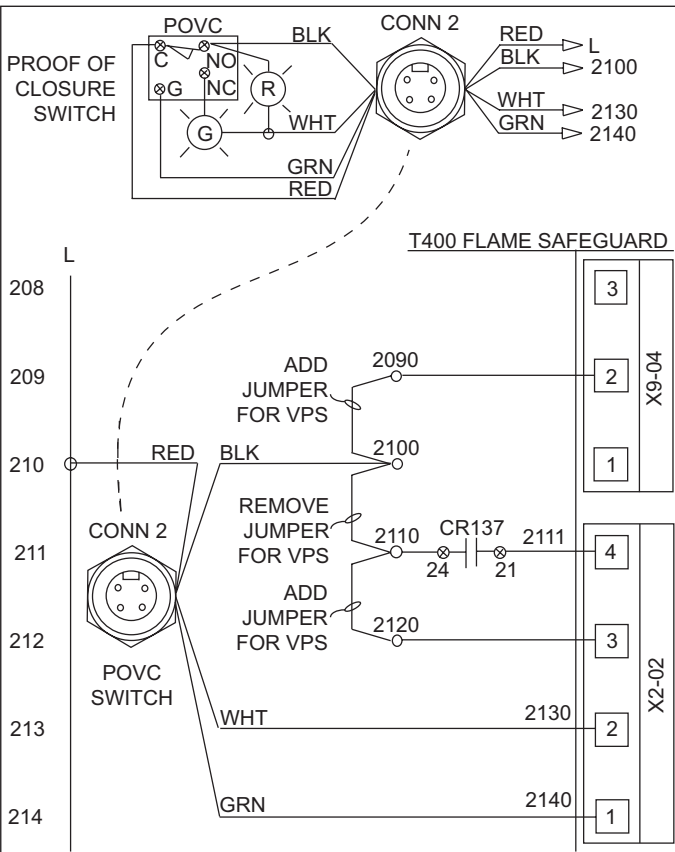 POVC
CONN 2
BLK
RED
L
C
NO
BLK
2100
PROOF OF
CLOSURE
SWITCH
G
NC
R
WHT
2130
G
WHT
GRN
2140
GRN
RED
T400 FLAME SAFEGUARD
L
208
3
X9-04
ADD
JUMPER
FOR VPS
2090
209
2
210
RED
BLK
2100
1
REMOVE
JUMPER
FOR VPS
CONN 2
211
2110
CR137
24
21
2111
4
X2-02
ADD
JUMPER
FOR VPS
212
2120
3
POVC
SWITCH
213
WHT
2130
2
214
GRN
2140
1